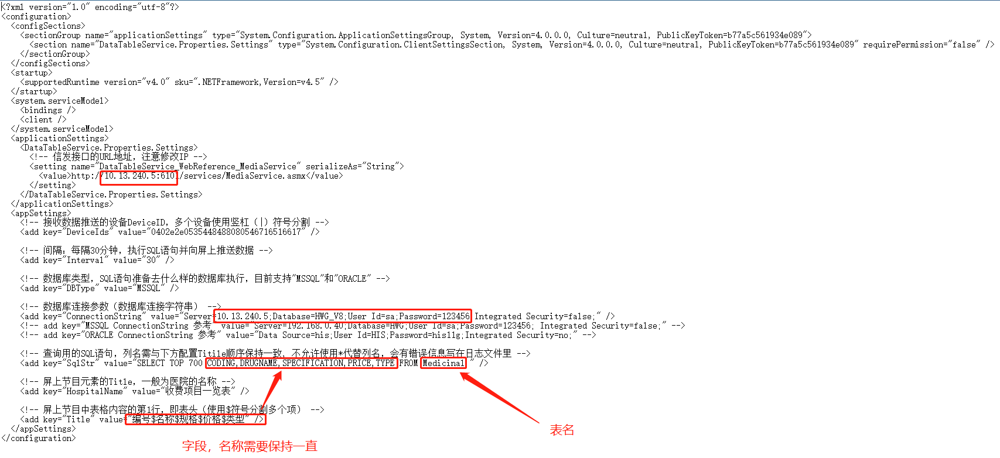 <?xml version="1.0" encoding="utf-8"?>
<configuration>
<configSections>
<sectionGroup name="applicationSettings" type="System.Configuration.ApplicationSettingsGroup, System, Version=4.0.0.0, Culture=neutral, PublicKeyToken=b77a5c561934e089">
<section name="DataTableService.Properties.Settings" type="System.Configuration.ClientSettingsSection, System, Version=4.0.0.0, Culture=neutral, PublicKeyToken=b77a5c561934e089" requirePermission="false" />
</sectionGroup>
</configSections>
<startup>
<supportedRuntime version="v4.0" sku=".NETFramework,Version=v4.5" />
</startup>
<system.serviceModel>
<bindings />
<client />
</system.serviceModel>
<applicationSettings>
<DataTableService.Properties.Settings>
<!-- 信发接口的URL地址，注意修改IP -->
<setting name="DataTableService_WebReference_MediaService" serializeAs="String">
<value>http://10.13.240.5:6101/services/MediaService.asmx</value>
</setting>
</DataTableService.Properties.Settings>
</applicationSettings>
<appSettings>
<!-- 接收数据推送的设备DeviceID，多个设备使用竖杠（|）符号分割 -->
<add key="DeviceIds" value="0402e2e0535448488080546716516617" />
<!-- 间隔：每隔30分钟，执行SQL语句并向屏上推送数据 -->
<add key="Interval" value="30" />
<!-- 数据库类型，SQL语句准备去什么样的数据库执行，目前支持"MSSQL"和"ORACLE" -->
<add key="DBType" value="MSSQL" />
<!-- 数据库连接参数（数据库连接字符串） -->
<add key="ConnectionString" value="Server=10.13.240.5;Database=HWG_V8;User Id=sa;Password=123456 Integrated Security=false;" />
<!-- add key="MSSQL ConnectionString 参考" value="Server=192.168.0.40;Database=HWG;User Id=sa;Password=123456; Integrated Security=false;" -->
<!-- add key="ORACLE ConnectionString 参考" value="Data Source=his;User Id=HIS;Password=his11g;Integrated Security=no;" -->
<!-- 查询用的SQL语句，列名需与下方配置Titile顺序保持一致，不允许使用*代替列名，会有错误信息写在日志文件里 -->
<add key="SqlStr" value="SELECT TOP 700 CODING,DRUGNAME,SPECIFICATION,PRICE,TYPE FROM Medicinal " />
<!-- 屏上节目元素的Title，一般为医院的名称 -->
<add key="HospitalName" value="收费项目一览表" />
<!-- 屏上节目中表格内容的第1行，即表头（使用$符号分割多个项） -->
<add key="Title" value="编号$名称$规格$价格$类型" />
</appSettings>
</configuration>
表名
字段，名称需要保持一直